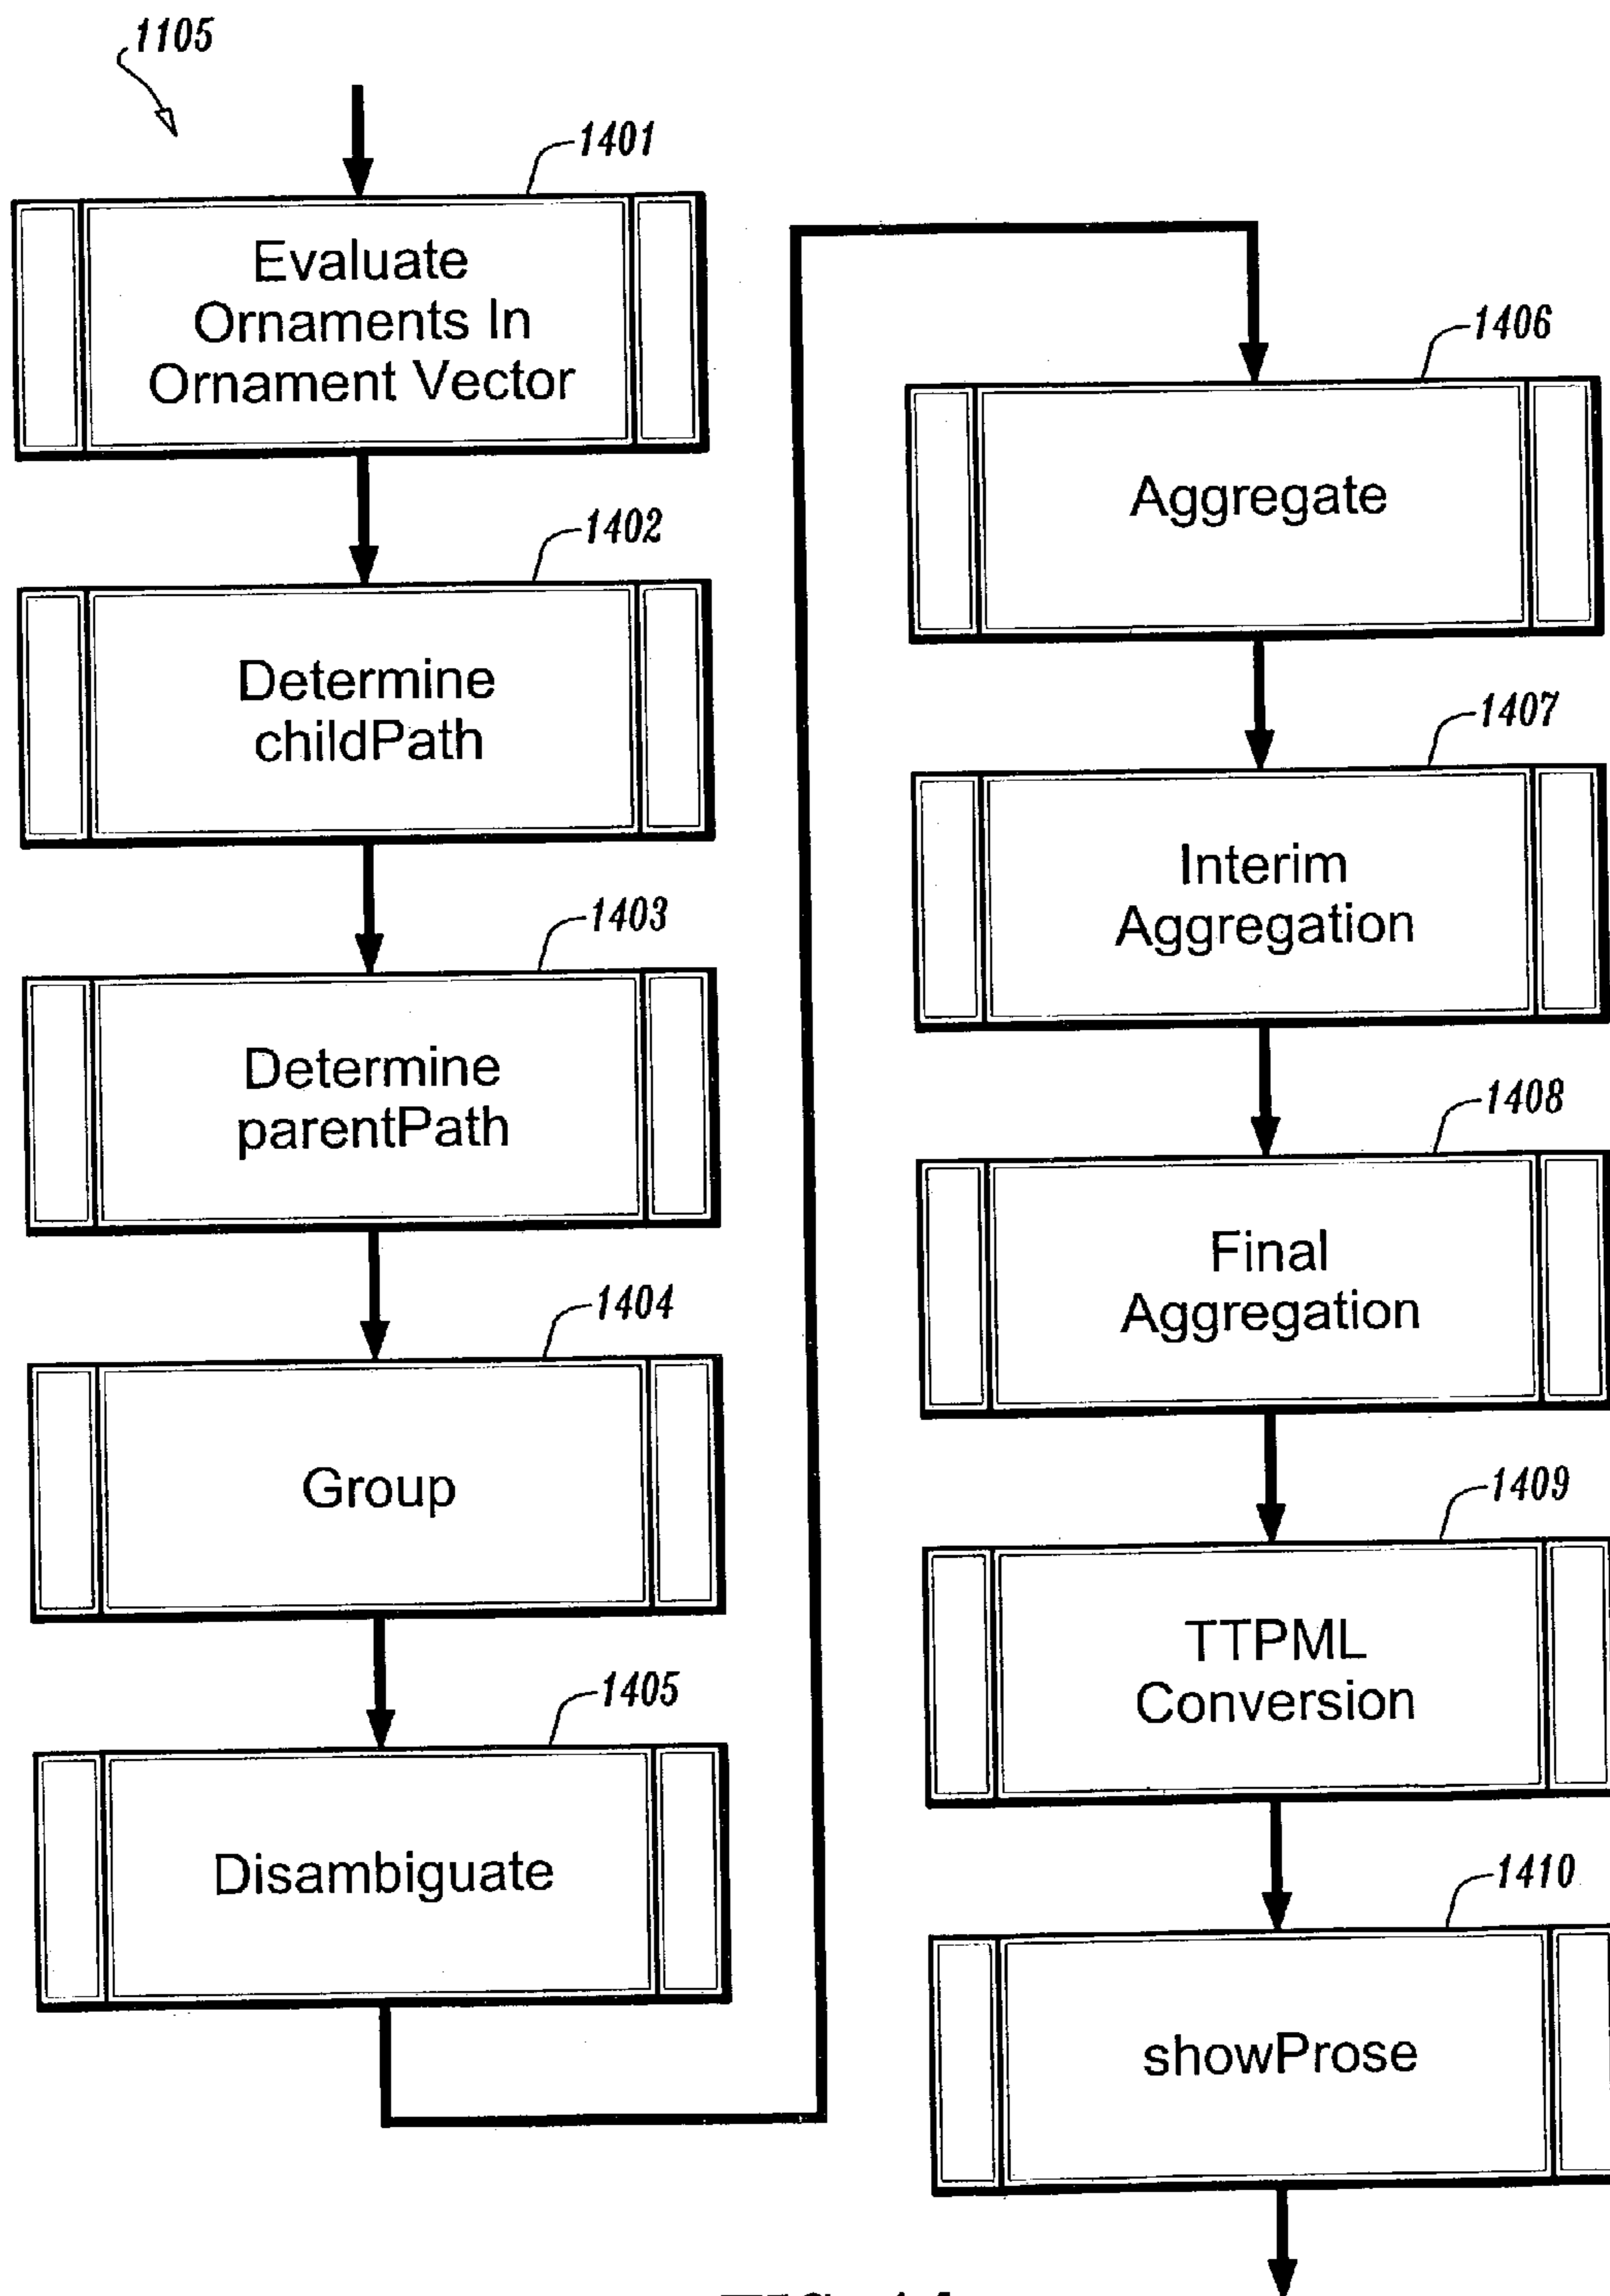 1105
1401
Evaluate
Ornaments In
Ornament Vector
1402
Determine
childPath
1403
Determine
parentPath
1404
Group
1405
Disambiguate
1406
Aggregate
1407
Interim
Aggregation
1408
Final
Aggregation
1409
TTPML
Conversion
1410
showProse